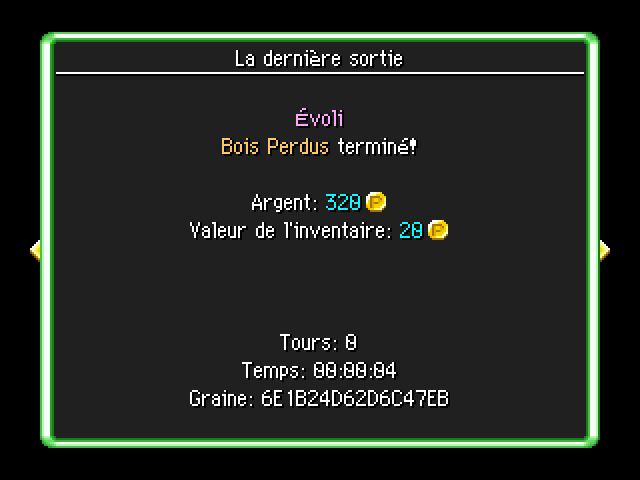 La dernière sortie
Évoli
Bois Perdus terminé!
Argent: 320
Valeur de l'inventaire: 20
Tours: 0
Temps: 00:00:04
Graine: 6E1B24D62D6C47EB